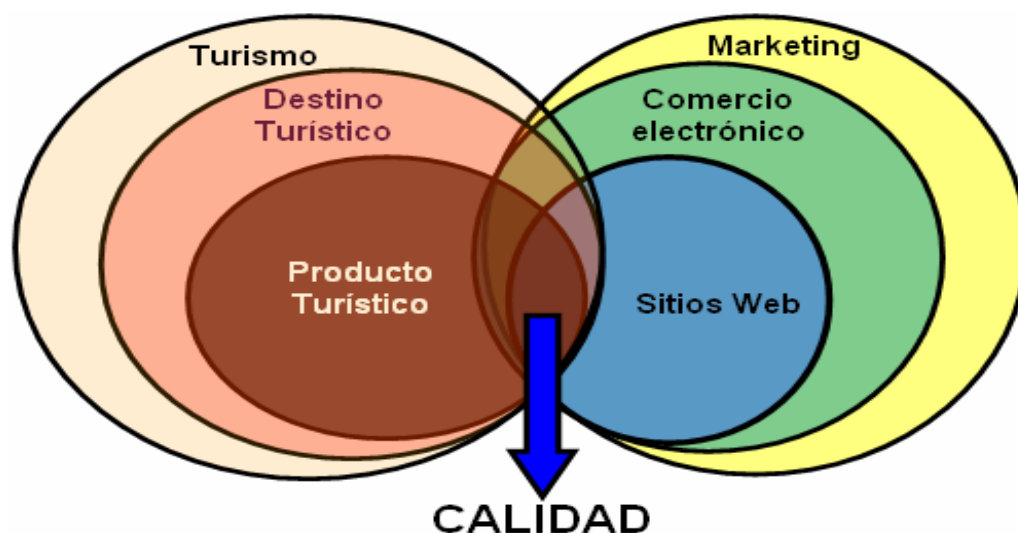 Turismo
Destino
Turístico
Producto
Turístico
Marketing
Comercio
electrónico
Sitios Web
CALIDAD